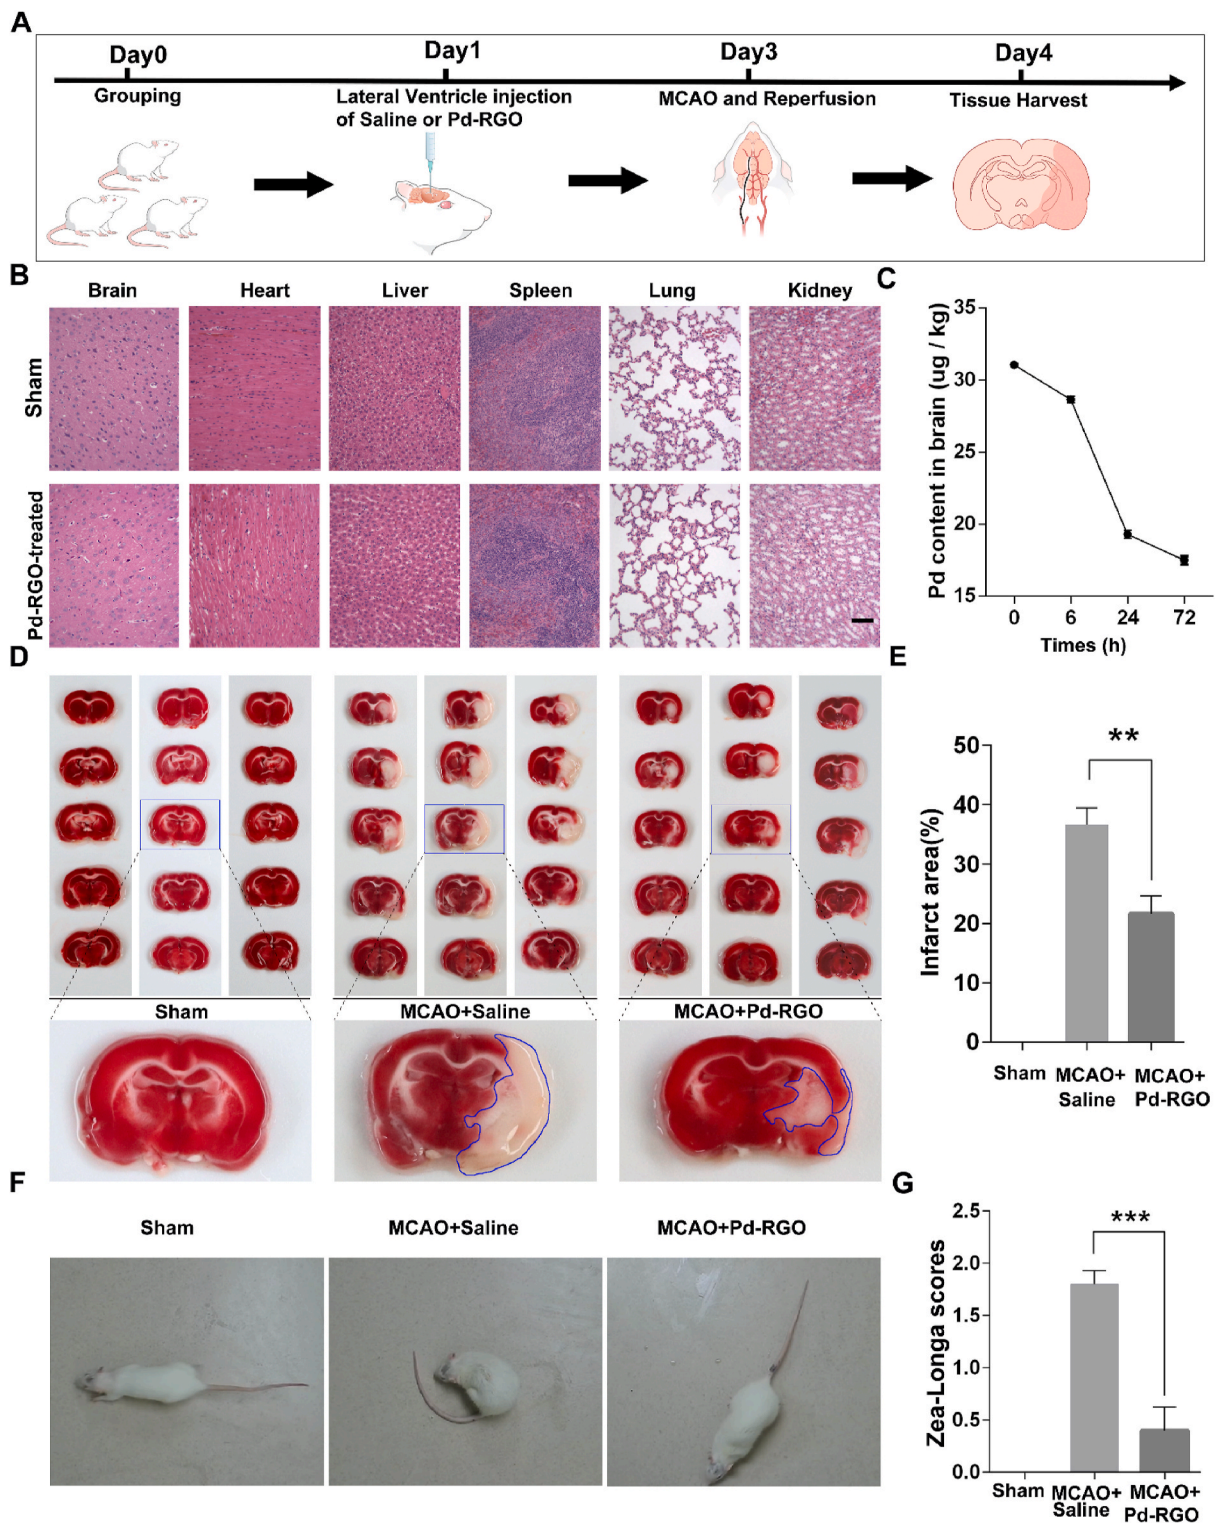 A
Day0
Day1
Day3
Day4
Grouping
Lateral Ventricle injection
of Saline or Pd-RGO
MCAO and Reperfusion
Tissue Harvest
B
Brain
Heart
Liver
Spleen
Lung
Kidney
Sham
Pd-RGO-treated
C
Pd content in brain (ug / kg)
35
30
25
20
15
0
6
24
72
Times (h)
D
Sham
MCAO+Saline
MCAO+Pd-RGO
E
Infarct area(%)
50
40
30
20
10
0
**
Sham
MCAO+
Saline
MCAO+
Pd-RGO
F
Sham
MCAO+Saline
MCAO+Pd-RGO
G
Zea-Longa scores
2.5
2.0
1.5
1.0
0.5
0.0
***
Sham
MCAO+
Saline
MCAO+
Pd-RGO